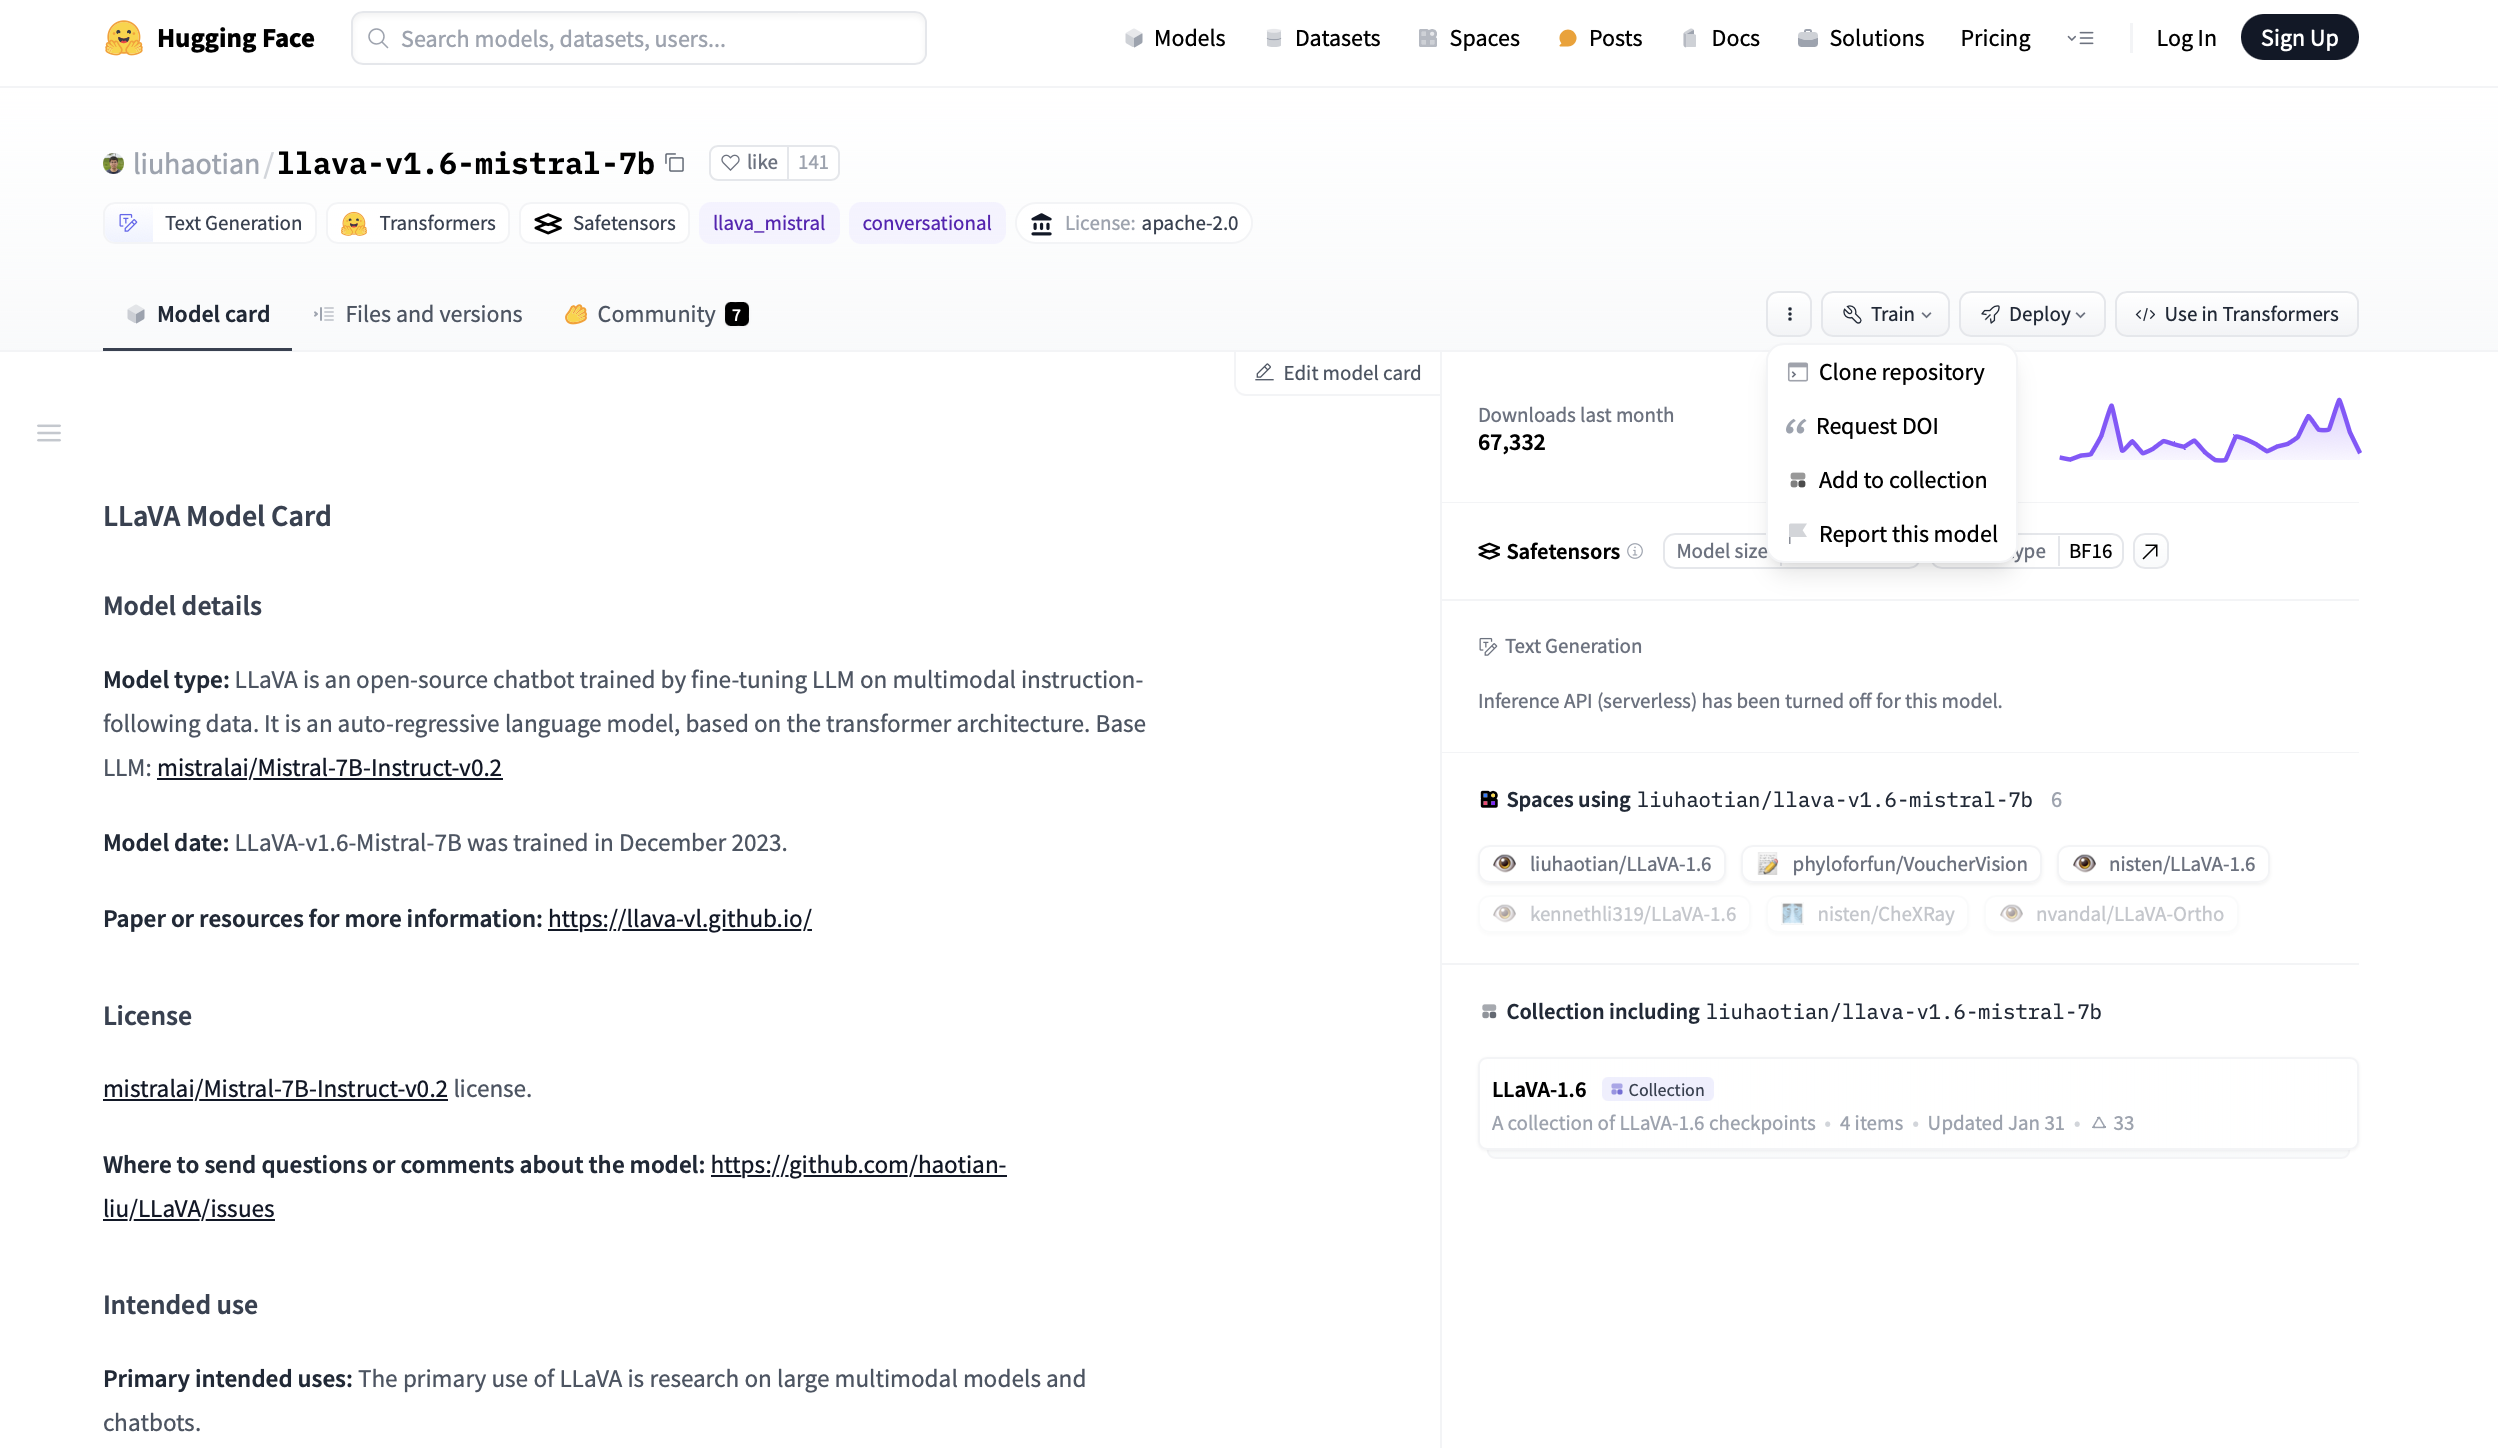 Hugging Face
Search models, datasets, users...
Models
Datasets
Spaces
Posts
Docs
Solutions
Pricing
Log In
Sign Up
liuhaotian/llava-v1.6-mistral-7b
like 141
Text Generation
Transformers
Safetensors
llava_mistral
conversational
License: apache-2.0
Model card
Files and versions
Community 7
Train
Deploy
Use in Transformers
Clone repository
Request DOI
Add to collection
Report this model
Edit model card
LLaVA Model Card
Model details
Model type: LLaVA is an open-source chatbot trained by fine-tuning LLM on multimodal instruction-
following data. It is an auto-regressive language model, based on the transformer architecture. Base
LLM: mistralai/Mistral-7B-Instruct-v0.2
Model date: LLaVA-v1.6-Mistral-7B was trained in December 2023.
Paper or resources for more information: https://llava-vl.github.io/
License
mistralai/Mistral-7B-Instruct-v0.2 license.
Where to send questions or comments about the model: https://github.com/haotian-
liu/LLaVA/issues
Intended use
Primary intended uses: The primary use of LLaVA is research on large multimodal models and
chatbots.
Downloads last month
67,332
Safetensors
Model size
BF16
Text Generation
Inference API (serverless) has been turned off for this model.
Spaces using liuhaotian/llava-v1.6-mistral-7b 6
liuhaotian/LLaVA-1.6
phyloforfun/VoucherVision
nisten/LLaVA-1.6
kennethli319/LLaVA-1.6
nisten/CheXRay
nvandal/LLaVA-Ortho
Collection including liuhaotian/llava-v1.6-mistral-7b
LLaVA-1.6 Collection
A collection of LLaVA-1.6 checkpoints • 4 items • Updated Jan 31 • △ 33